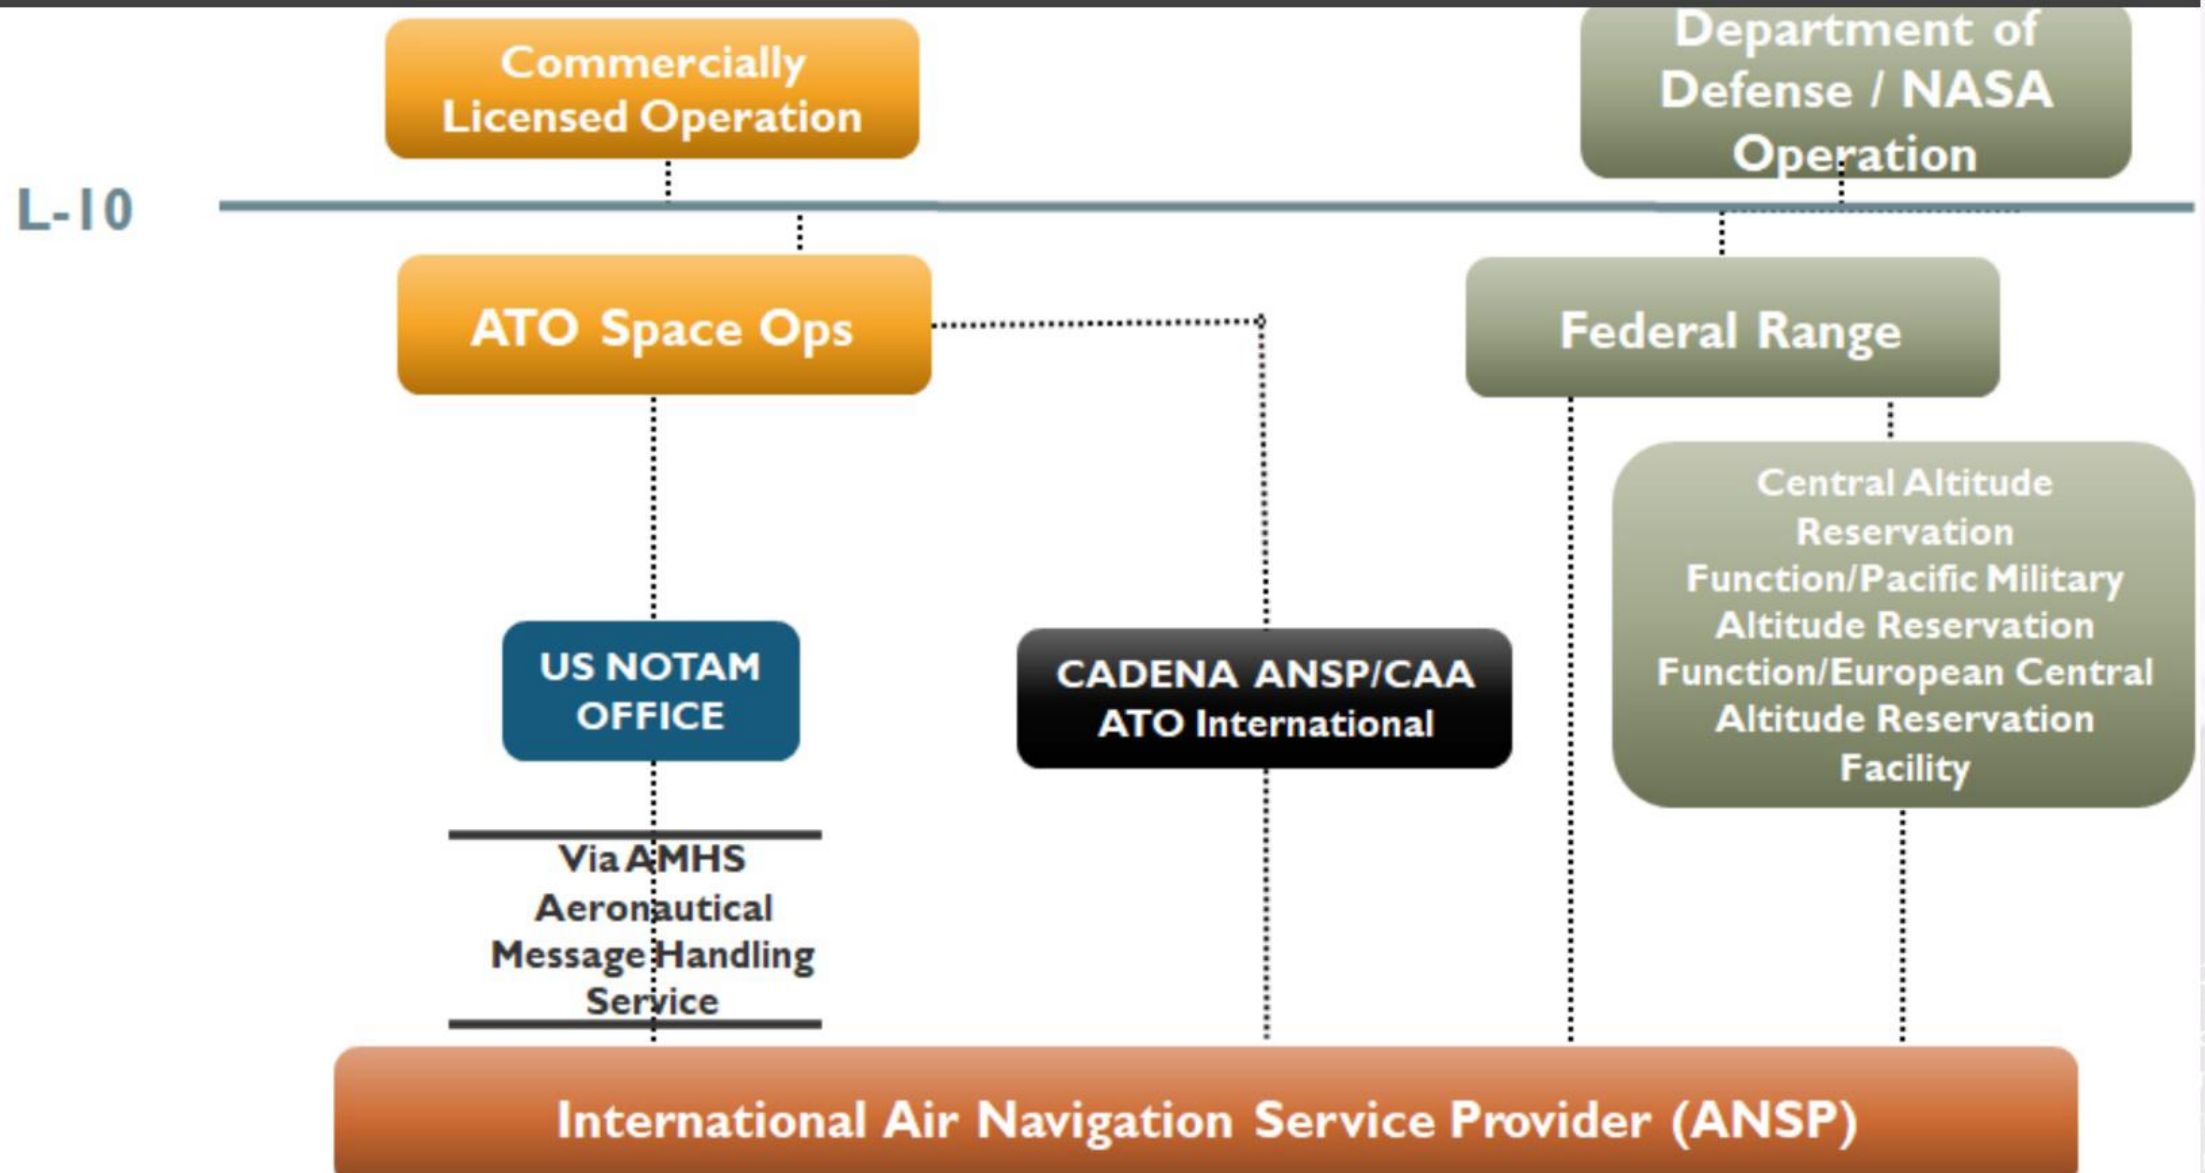 Commercially
Licensed Operation
Department of
Defense / NASA
Operation
L-10
ATO Space Ops
Federal Range
Central Altitude
Reservation
Function/Pacific Military
Altitude Reservation
Function/European Central
Altitude Reservation
Facility
US NOTAM
OFFICE
CADENA ANSP/CAA
ATO International
Via AMHS
Aeronautical
Message Handling
Service
International Air Navigation Service Provider (ANSP)